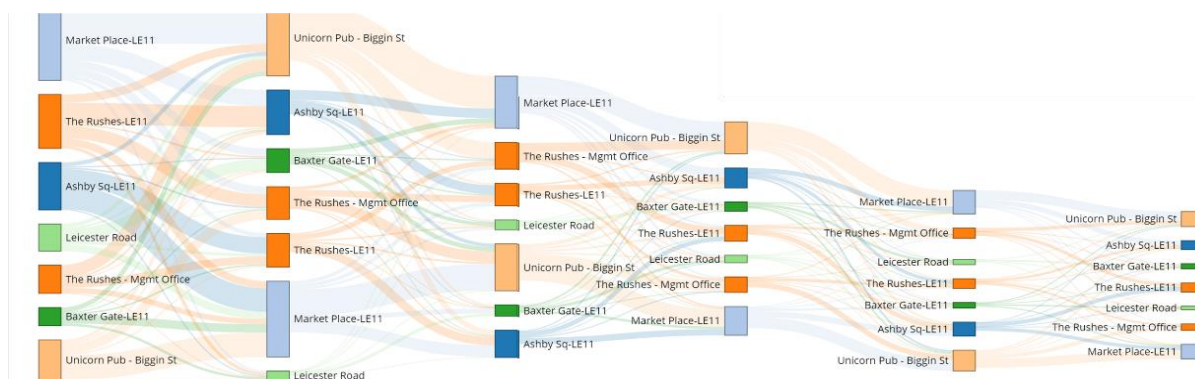 Market Place-LE11
The Rushes-LE11
Ashby Sq-LE11
Leicester Road
The Rushes - Mgmt Office
Baxter Gate-LE11
Unicorn Pub - Biggin St
Unicorn Pub - Biggin St
Ashby Sq-LE11
Baxter Gate-LE11
The Rushes - Mgmt Office
The Rushes-LE11
Market Place-LE11
Leicester Road
Market Place-LE11
The Rushes - Mgmt Office
The Rushes-LE11
Leicester Road
Unicorn Pub - Biggin St
Baxter Gate-LE11
Ashby Sq-LE11
Unicorn Pub - Biggin St
Ashby Sq-LE11
Baxter Gate-LE11
The Rushes-LE11
Leicester Road
The Rushes - Mgmt Office
Market Place-LE11
Market Place-LE11
The Rushes - Mgmt Office
Leicester Road
The Rushes-LE11
Baxter Gate-LE11
Ashby Sq-LE11
Unicorn Pub - Biggin St
Unicorn Pub - Biggin St
Ashby Sq-LE11
Baxter Gate-LE11
The Rushes-LE11
Leicester Road
The Rushes - Mgmt Office
Market Place-LE11